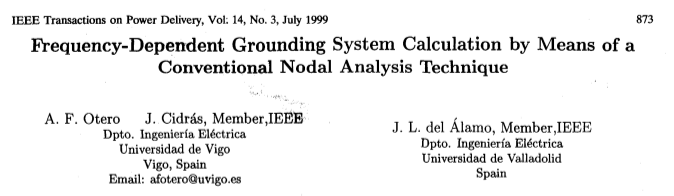 IEEE Transactions on Power Delivery, Vol: 14, No. 3, July 1999 873
Frequency-Dependent Grounding System Calculation by Means of a
Conventional Nodal Analysis Technique
A. F. Otero J. Cidrás, Member,IEEE
Dpto. Ingeniería Eléctrica
Universidad de Vigo
Vigo, Spain
Email: afotero@uvigo.es
J. L. del Álamo, Member,IEEE
Dpto. Ingeniería Eléctrica
Universidad de Valladolid
Spain